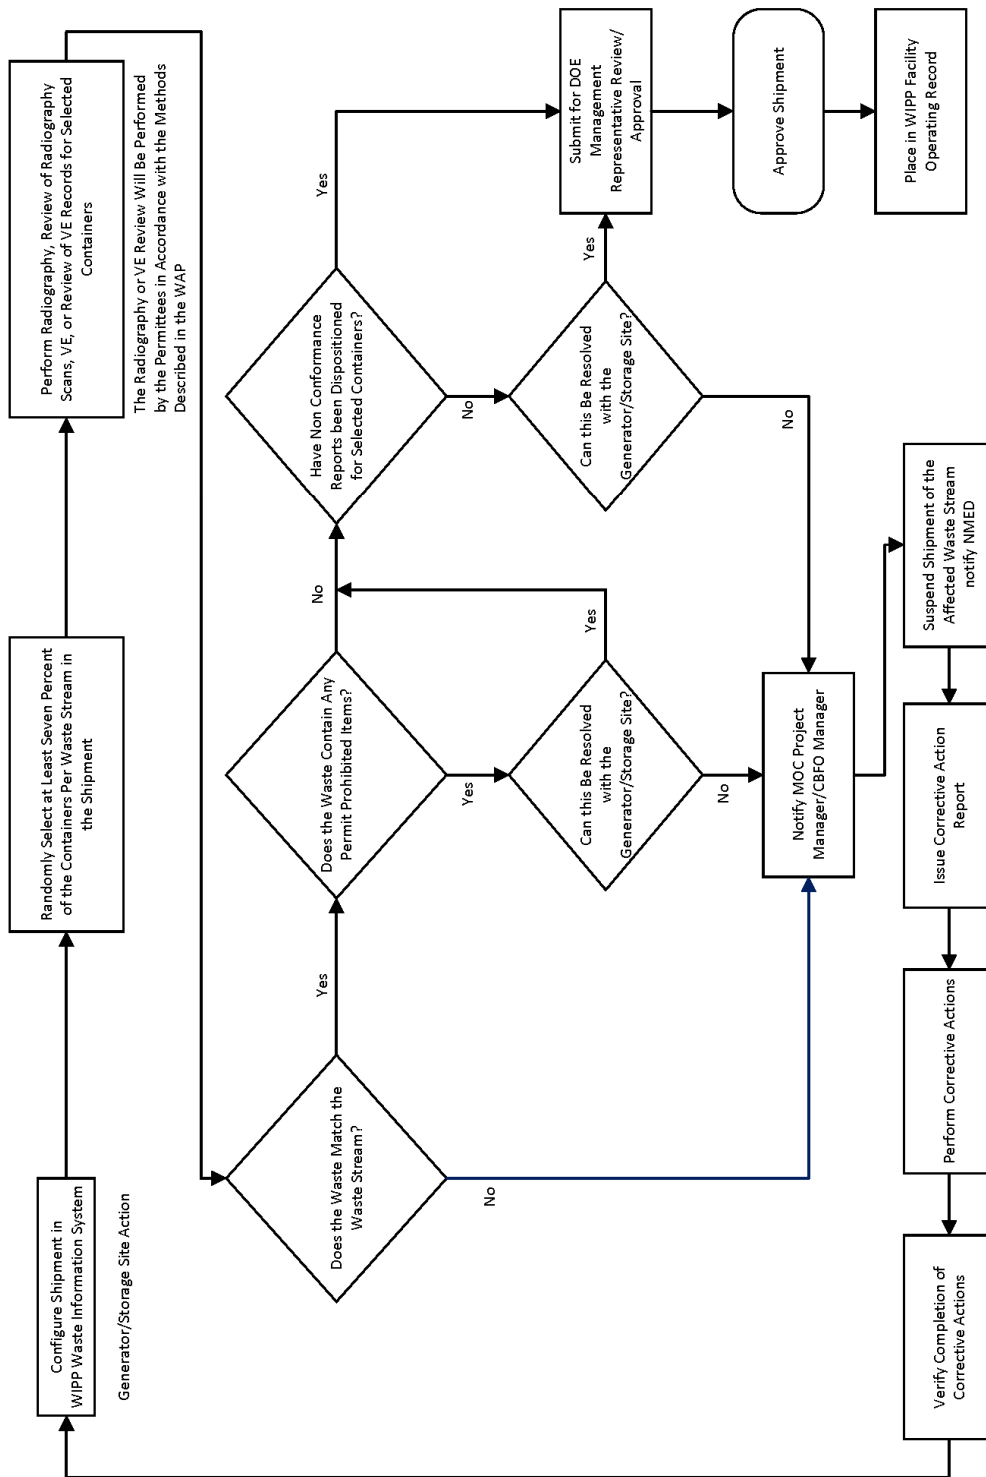 Configure Shipment in
WIPP Waste Information System
Generator/Storage Site Action
Randomly Select at Least Seven Percent
of the Containers Per Waste Stream in
the Shipment
Perform Radiography, Review of Radiography
Scans, VE, or Review of VE Records for Selected
Containers
The Radiography or VE Review Will Be Performed
by the Permittees in Accordance with the Methods
Described in the WAP
Does the Waste Match the
Waste Stream?
Yes
No
Does the Waste Contain Any
Permit Prohibited Items?
No
Yes
Have Non Conformance
Reports been Dispositioned
for Selected Containers?
Yes
No
Can this Be Resolved
with the
Generator/Storage Site?
Yes
No
Can this Be Resolved
with the
Generator/Storage Site?
Yes
No
Submit for DOE
Management
Representative Review/
Approval
Approve Shipment
Place in WIPP Facility
Operating Record
Notify MOC Project
Manager/CBFO Manager
Suspend Shipment of the
Affected Waste Stream
notify NMED
Issue Corrective Action
Report
Perform Corrective Actions
Verify Completion of
Corrective Actions